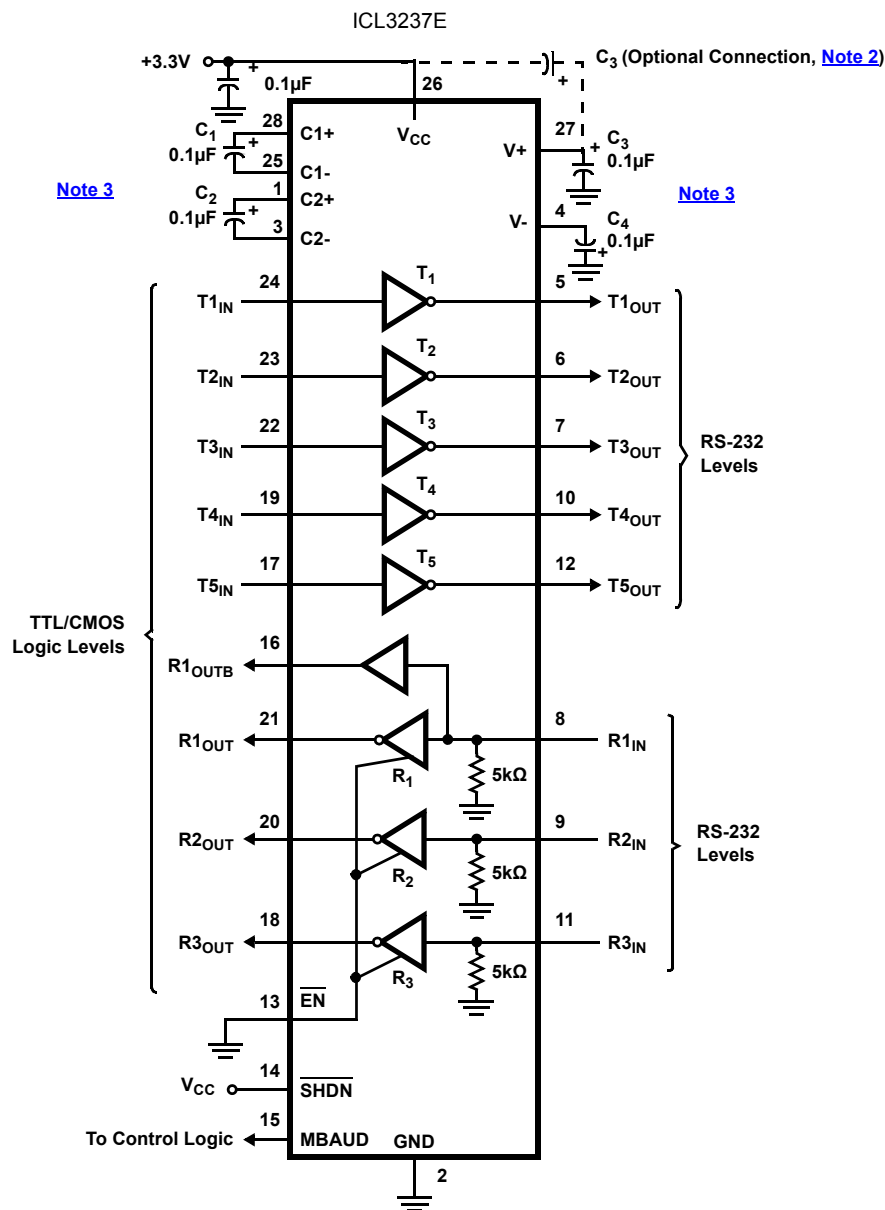 ICL3237E
+3.3V
+
0.1µF
26
C3 (Optional Connection, Note 2)
+
VCC
28
C1+
C1
0.1µF
+
25
C1-
27
V+
+
C3
0.1µF
Note 3
1
C2+
C2
0.1µF
+
3
C2-
4
V-
C4
0.1µF
+
Note 3
T1IN
24
T1
5
T1OUT
T2IN
23
T2
6
T2OUT
T3IN
22
T3
7
T3OUT
T4IN
19
T4
10
T4OUT
T5IN
17
T5
12
T5OUT
RS-232
Levels
TTL/CMOS
Logic Levels
R1OUTB
16
R1OUT
21
R1
5kΩ
8
R1IN
R2OUT
20
R2
5kΩ
9
R2IN
R3OUT
18
R3
5kΩ
11
R3IN
RS-232
Levels
13
EN
VCC
14
SHDN
To Control Logic
15
MBAUD
GND
2